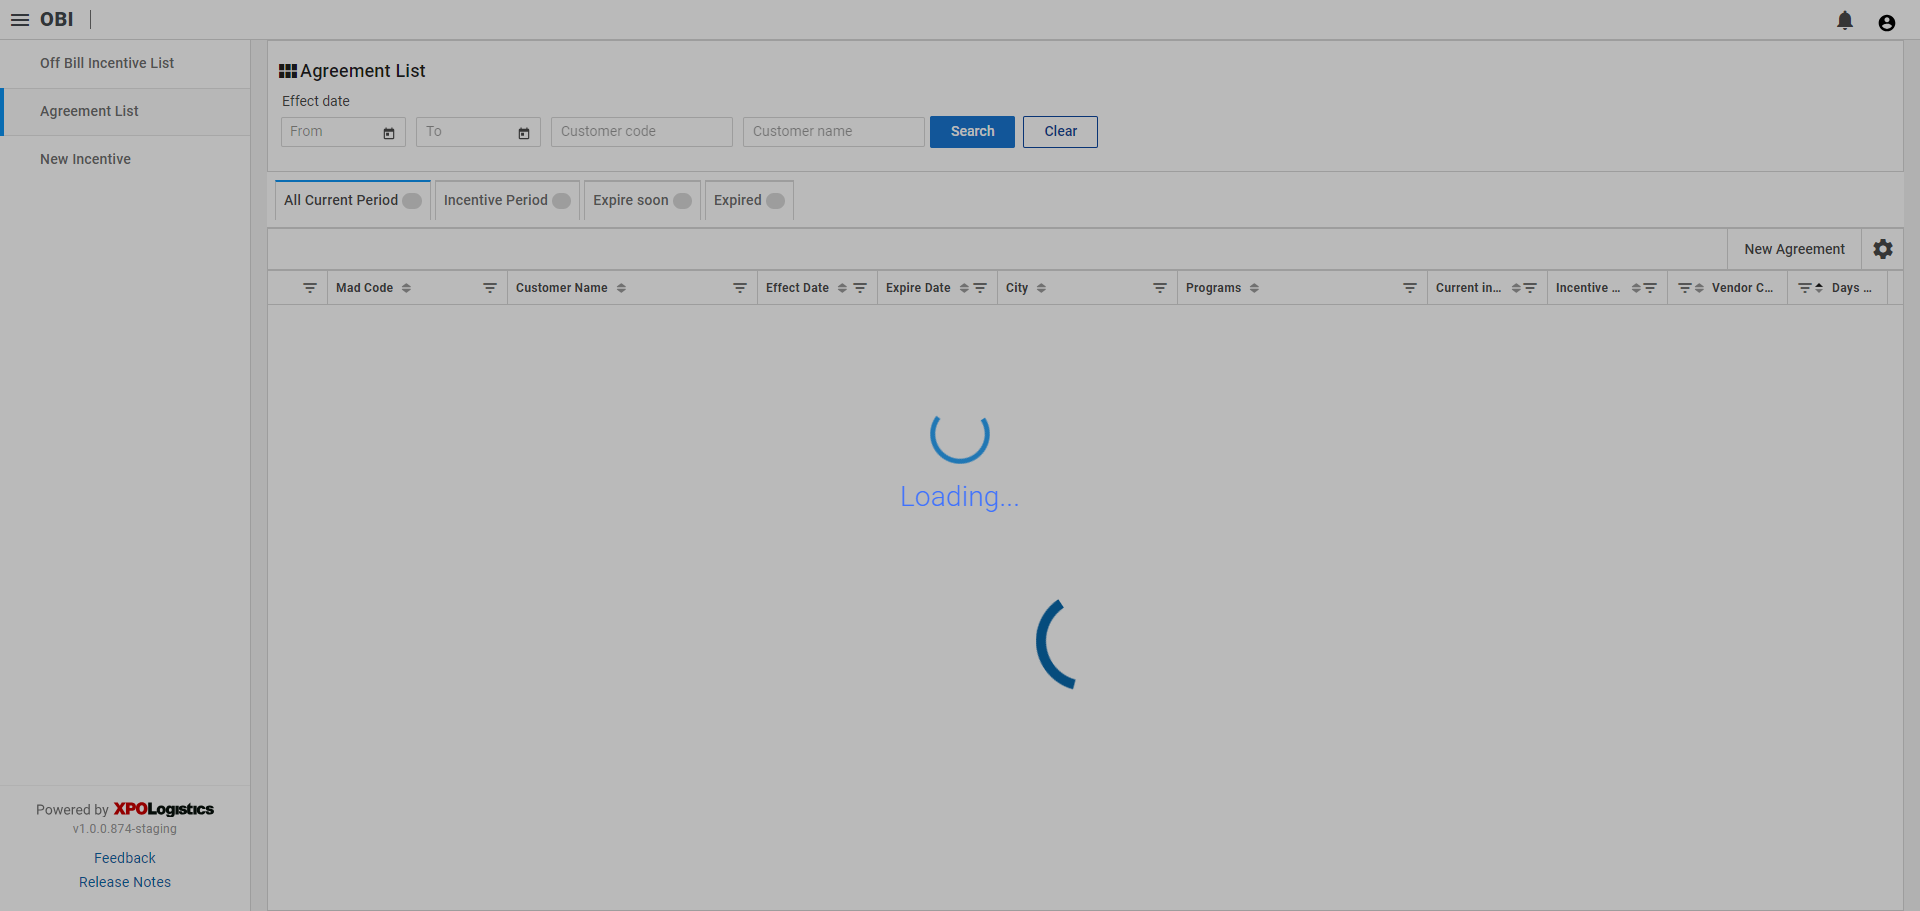 OBI
Off Bill Incentive List
Agreement List
New Incentive
Agreement List
Effect date
From
To
Customer code
Customer name
Search
Clear
All Current Period
Incentive Period
Expire soon
Expired
New Agreement
Mad Code
Customer Name
Effect Date
Expire Date
City
Programs
Current in...
Incentive ...
Vendor C...
Days ...
Loading...
Powered by XPOLogistics
v1.0.0.874-staging
Feedback
Release Notes